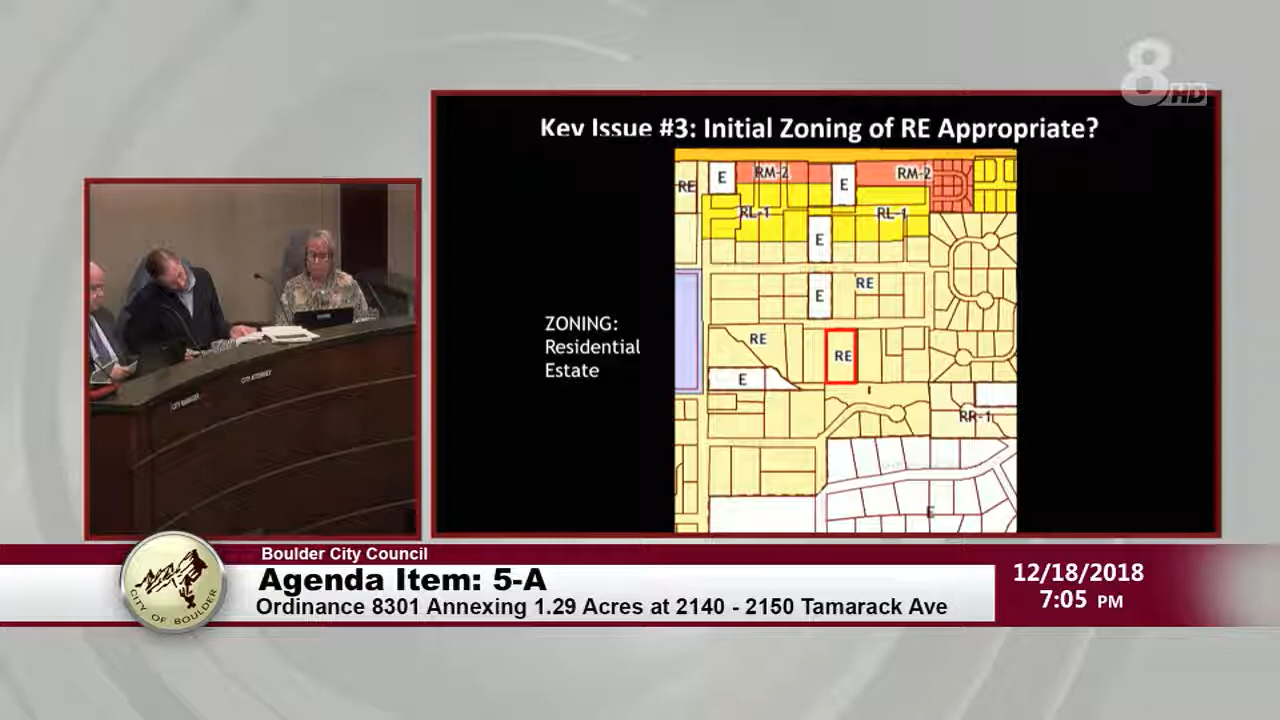 8HD
Key Issue #3: Initial Zoning of RE Appropriate?
RE
E
RM-2
E
RM-2
RL-1
RL-1
E
E
RE
RE
RE
E
RR-1
E
ZONING:
Residential
Estate
CITY ATTORNEY
CITY MANAGER
Boulder City Council
Agenda Item: 5-A
Ordinance 8301 Annexing 1.29 Acres at 2140 - 2150 Tamarack Ave
12/18/2018
7:05 PM
CITY OF BOULDER